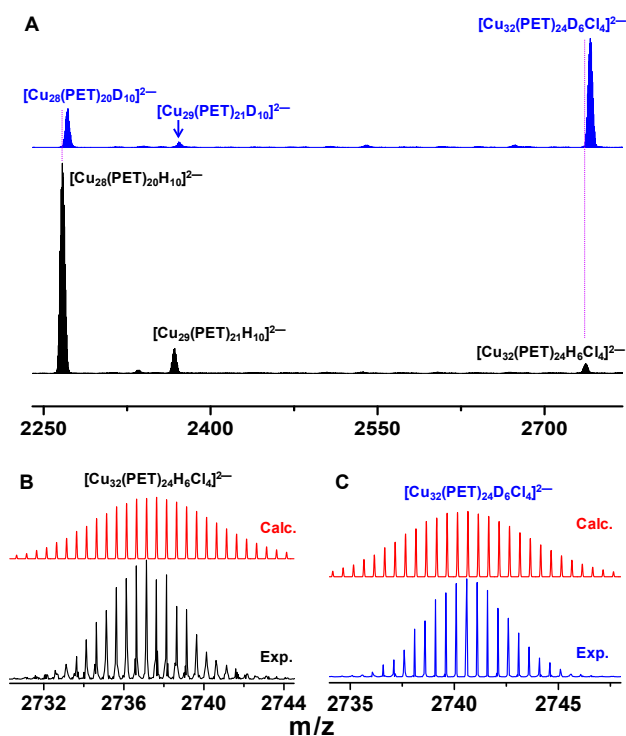 A
[Cu₃₂(PET)₂₄D₆Cl₄]²⁻
[Cu₂₈(PET)₂₀D₁₀]²⁻
[Cu₂₉(PET)₂₁D₁₀]²⁻
[Cu₂₈(PET)₂₀H₁₀]²⁻
[Cu₂₉(PET)₂₁H₁₀]²⁻
[Cu₃₂(PET)₂₄H₆Cl₄]²⁻
2250 2400 2550 2700
B
[Cu₃₂(PET)₂₄H₆Cl₄]²⁻
Calc.
Exp.
2732 2736 2740 2744
C
[Cu₃₂(PET)₂₄D₆Cl₄]²⁻
Calc.
Exp.
2735 2740 2745
m/z